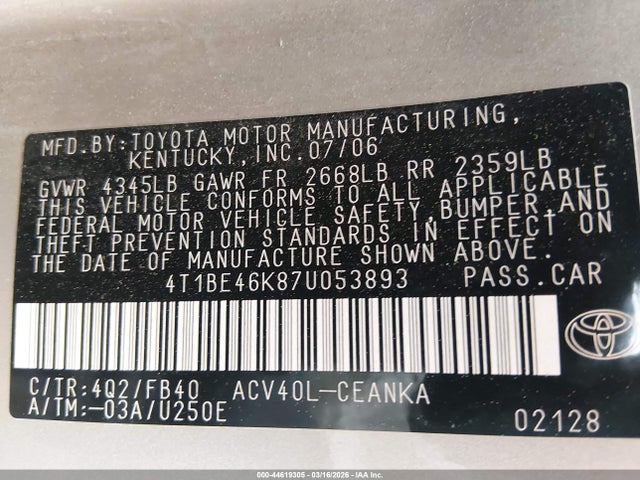 MFD.BY:TOYOTA MOTOR MANUFACTURING,
KENTUCKY,INC.07/06
GVWR 4345LB GAWR FR 2668LB RR 2359LB
THIS VEHICLE CONFORMS TO ALL APPLICABLE
FEDERAL MOTOR VEHICLE SAFETY,BUMPER,AND
THEFT PREVENTION STANDARDS IN EFFECT ON
THE DATE OF MANUFACTURE SHOWN ABOVE.
4T1BE46K87U053893 PASS.CAR
C/TR:4Q2/FB40 ACV40L-CEANKA
A/TM:-03A/U250E
02128
000-44619305 - 03/16/2026 - IAA Inc.